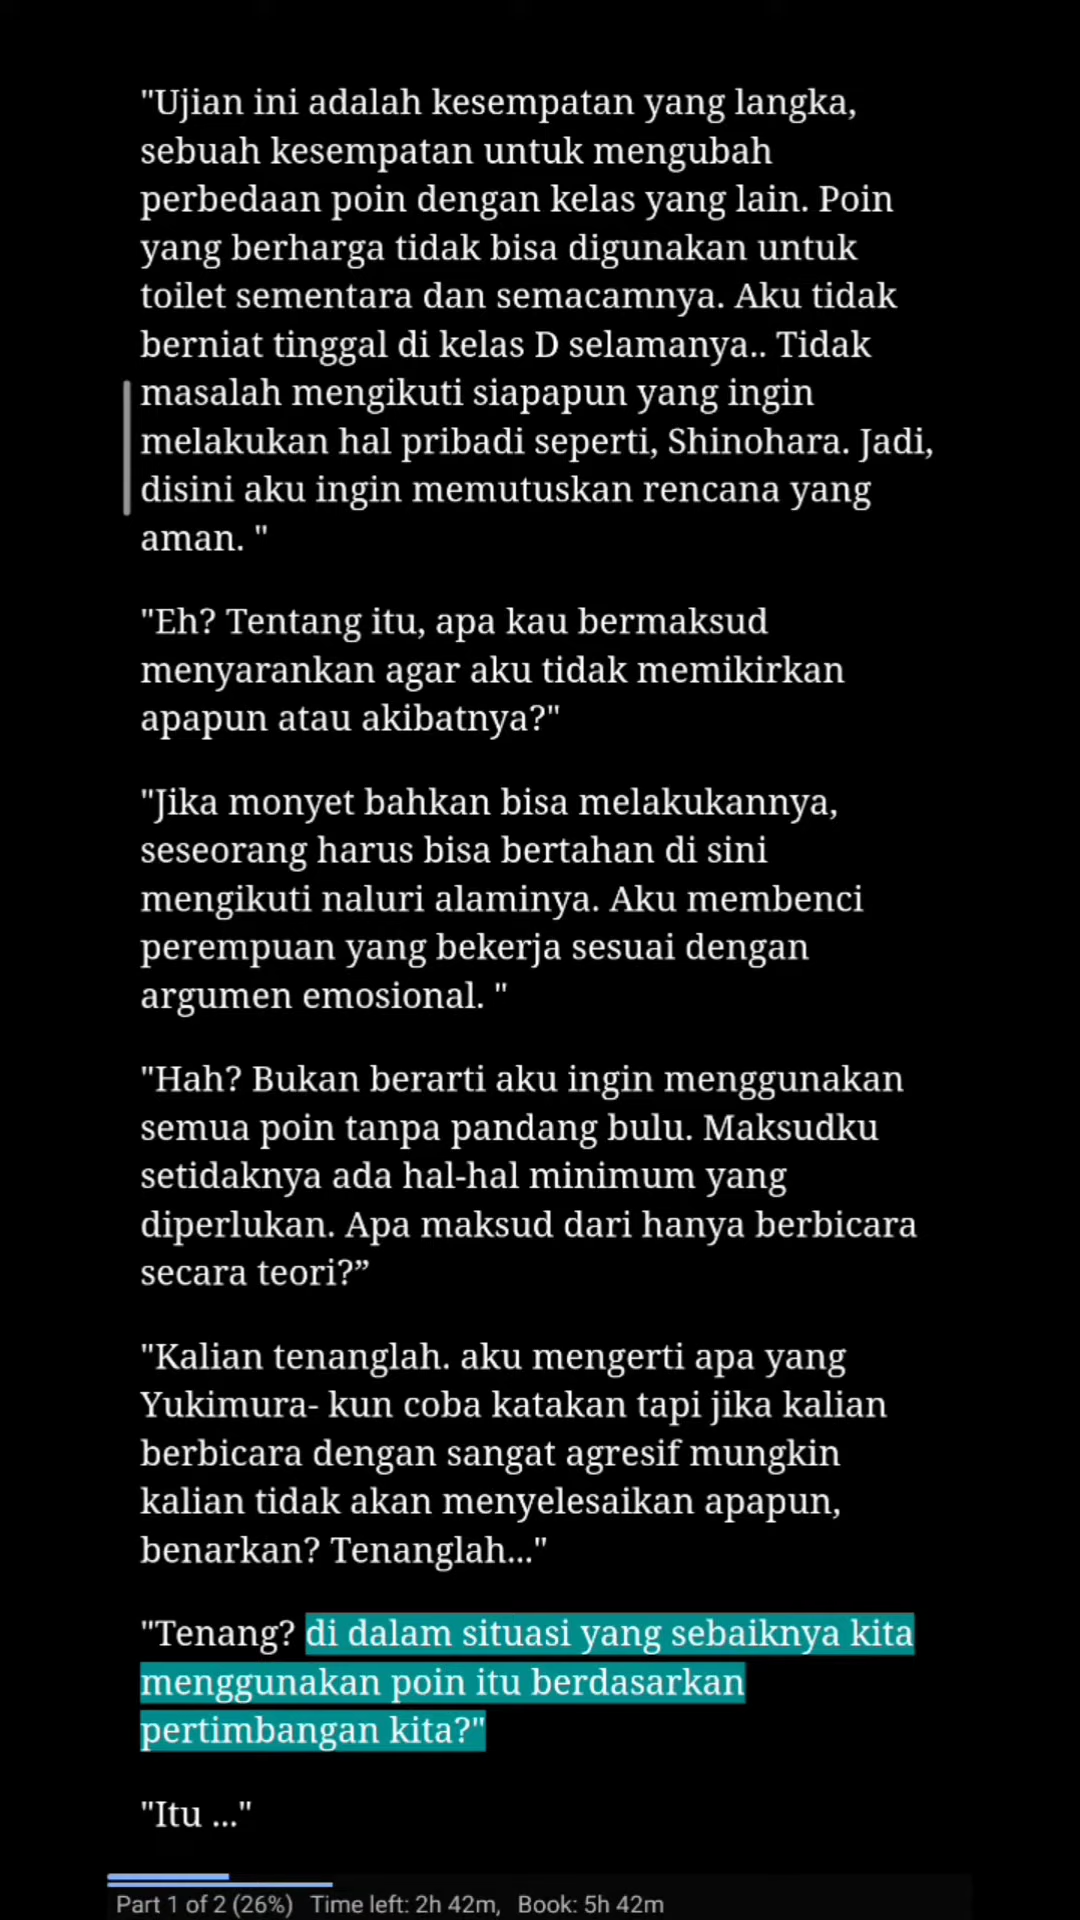 "Ujian ini adalah kesempatan yang langka,
sebuah kesempatan untuk mengubah
perbedaan poin dengan kelas yang lain. Poin
yang berharga tidak bisa digunakan untuk
toilet sementara dan semacamnya. Aku tidak
berniat tinggal di kelas D selamanya.. Tidak
masalah mengikuti siapapun yang ingin
melakukan hal pribadi seperti, Shinohara. Jadi,
disini aku ingin memutuskan rencana yang
aman. "
"Eh? Tentang itu, apa kau bermaksud
menyarankan agar aku tidak memikirkan
apapun atau akibatnya?"
"Jika monyet bahkan bisa melakukannya,
seseorang harus bisa bertahan di sini
mengikuti naluri alaminya. Aku membenci
perempuan yang bekerja sesuai dengan
argumen emosional. "
"Hah? Bukan berarti aku ingin menggunakan
semua poin tanpa pandang bulu. Maksudku
setidaknya ada hal-hal minimum yang
diperlukan. Apa maksud dari hanya berbicara
secara teori?”
"Kalian tenanglah. aku mengerti apa yang
Yukimura- kun coba katakan tapi jika kalian
berbicara dengan sangat agresif mungkin
kalian tidak akan menyelesaikan apapun,
benarkan? Tenanglah..."
"Tenang? di dalam situasi yang sebaiknya kita
menggunakan poin itu berdasarkan
pertimbangan kita?"
"Itu ..."
Part 1 of 2 (26%) Time left: 2h 42m, Book: 5h 42m